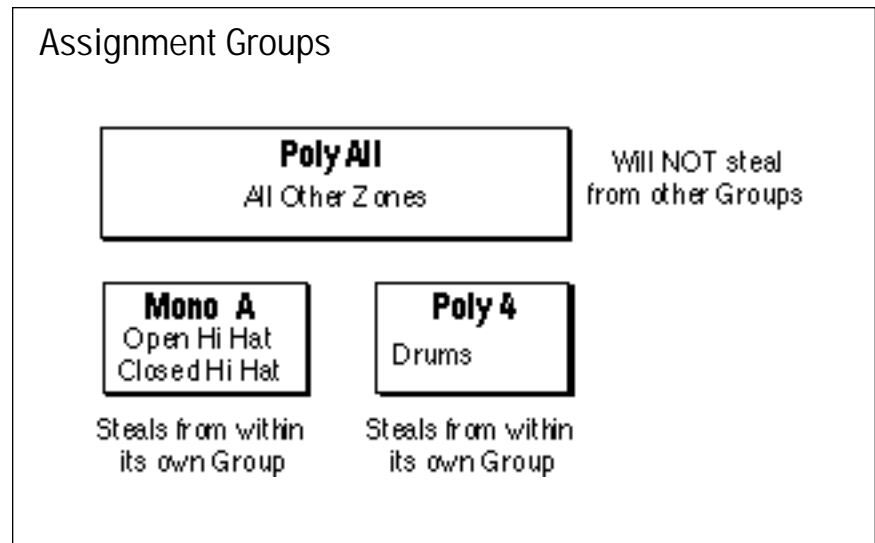 Assignment Groups
Poly All
All Other Zones
Will NOT steal
from other Groups
Mono A
Open Hi Hat
Closed Hi Hat
Poly 4
Drums
Steals from within
its own Group
Steals from within
its own Group